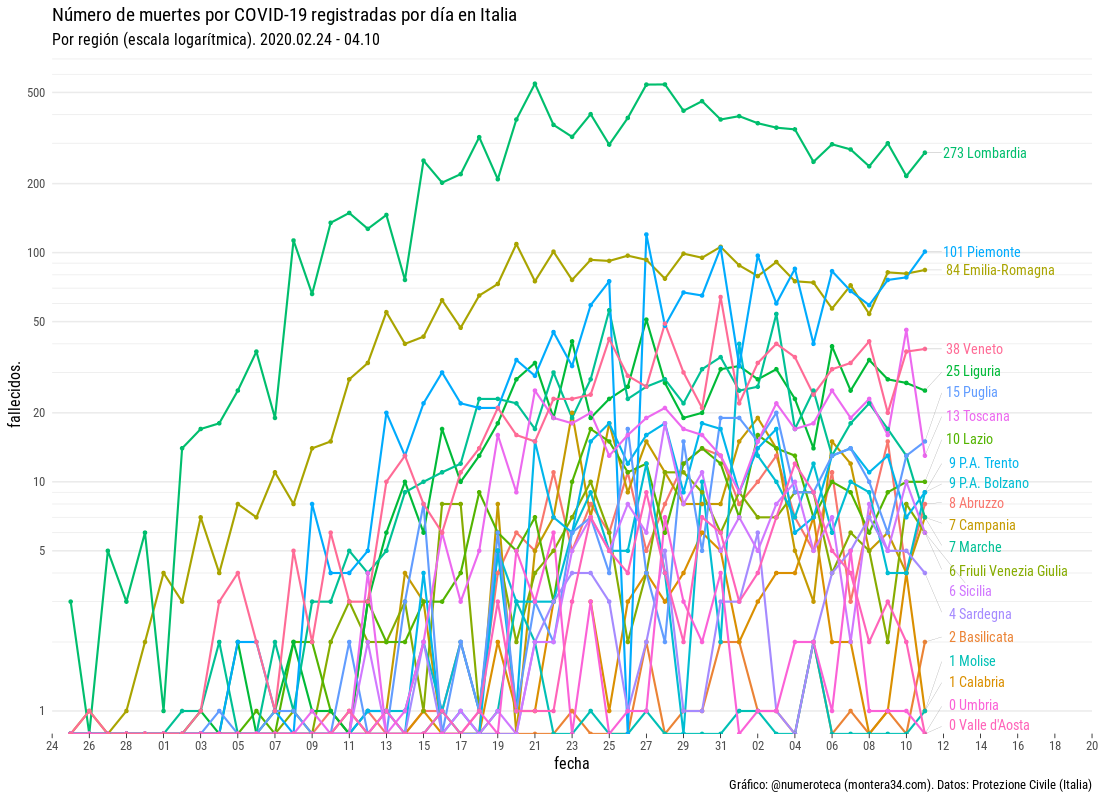 Número de muertes por COVID-19 registradas por día en Italia
Por región (escala logarítmica). 2020.02.24 - 04.10
fallecidos.
500
200
100
50
20
10
5
1
273 Lombardia
101 Piemonte
84 Emilia-Romagna
38 Veneto
25 Liguria
15 Puglia
13 Toscana
10 Lazio
9 P.A. Trento
9 P.A. Bolzano
8 Abruzzo
7 Campania
7 Marche
6 Friuli Venezia Giulia
6 Sicilia
4 Sardegna
2 Basilicata
1 Molise
1 Calabria
0 Umbria
0 Valle d'Aosta
24 26 28 01 03 05 07 09 11 13 15 17 19 21 23 25 27 29 31 02 04 06 08 10 12 14 16 18 20
fecha
Gráfico: @numeroteca (montera34.com). Datos: Protezione Civile (Italia)